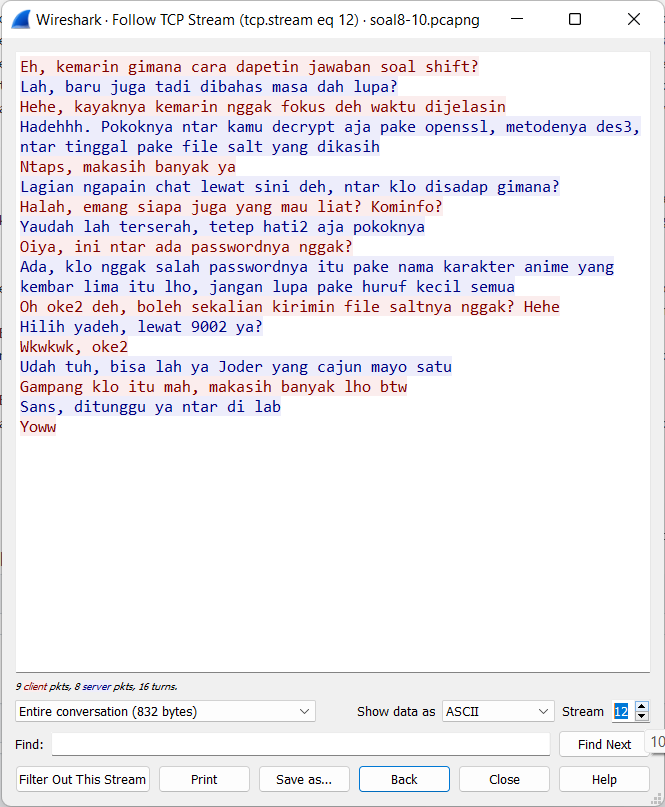 Wireshark · Follow TCP Stream (tcp.stream eq 12) · soal8-10.pcapng
Eh, kemarin gimana cara dapetin jawaban soal shift?
Lah, baru juga tadi dibahas masa dah lupa?
Hehe, kayaknya kemarin nggak fokus deh waktu dijelasin
Hadehhh. Pokoknya ntar kamu decrypt aja pake openssl, metodenya des3,
ntar tinggal pake file salt yang dikasih
Ntaps, makasih banyak ya
Lagian ngapain chat lewat sini deh, ntar klo disadap gimana?
Halah, emang siapa juga yang mau liat? Kominfo?
Yaudah lah terserah, tetep hati2 aja pokoknya
Oiya, ini ntar ada passwordnya nggak?
Ada, klo nggak salah passwordnya itu pake nama karakter anime yang
kembar lima itu lho, jangan lupa pake huruf kecil semua
Oh oke2 deh, boleh sekalian kirimin file saltnya nggak? Hehe
Hilih yadeh, lewat 9002 ya?
Wkwkwk, oke2
Udah tuh, bisa lah ya Joder yang cajun mayo satu
Gampang klo itu mah, makasih banyak lho btw
Sans, ditunggu ya ntar di lab
Yoww
9 client pkts, 8 server pkts, 16 turns.
Entire conversation (832 bytes) Show data as ASCII Stream 12
Find: Find Next 10
Filter Out This Stream Print Save as... Back Close Help